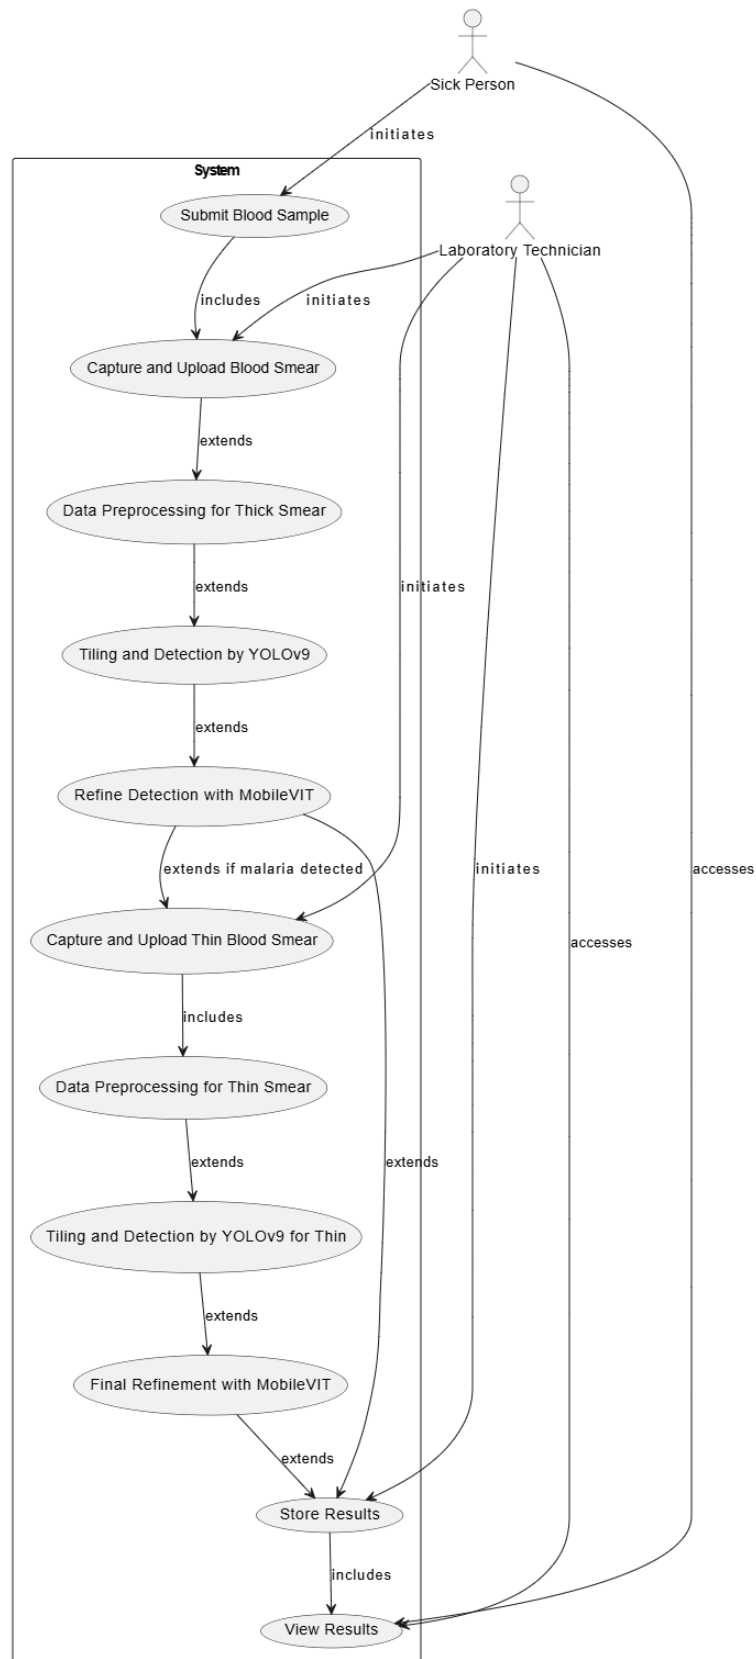 Sick Person
initiates
System
Submit Blood Sample
Laboratory Technician
includes
initiates
Capture and Upload Blood Smear
extends
Data Preprocessing for Thick Smear
extends
initiates
Tiling and Detection by YOLOv9
extends
Refine Detection with MobileVIT
extends if malaria detected
initiates
accesses
Capture and Upload Thin Blood Smear
accesses
includes
Data Preprocessing for Thin Smear
extends
extends
Tiling and Detection by YOLOv9 for Thin
extends
Final Refinement with MobileVIT
extends
Store Results
includes
View Results